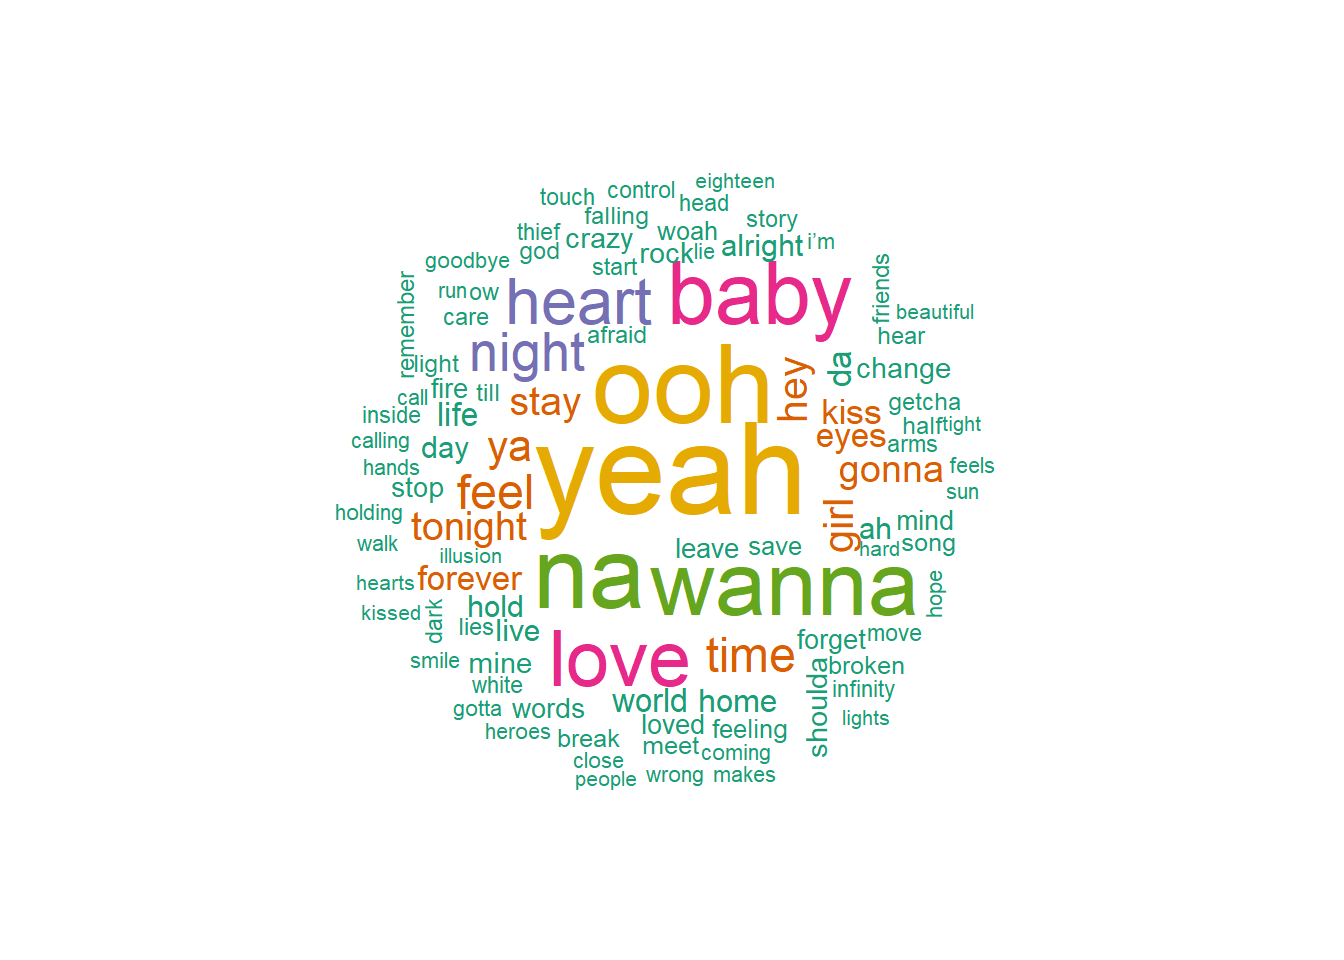 eighteen
touch control head
falling story
thief crazy woah alright i'm
god rock lie
goodbye start
remember run ow heart baby friends
care afraid beautiful
light night ooh hey da hear
change
call fire till stay kiss getcha
inside life half tight
calling day ya yeah eyes arms
hands gonna feels
stop feel sun
holding tonight girl ah mind
walk illusion leave save hard song
hearts forever na wanna hope
kissed dark hold
lies live forget move
smile mine love time broken
white shoulda infinity
gotta words world home
heroes break loved feeling lights
close meet coming
people wrong makes